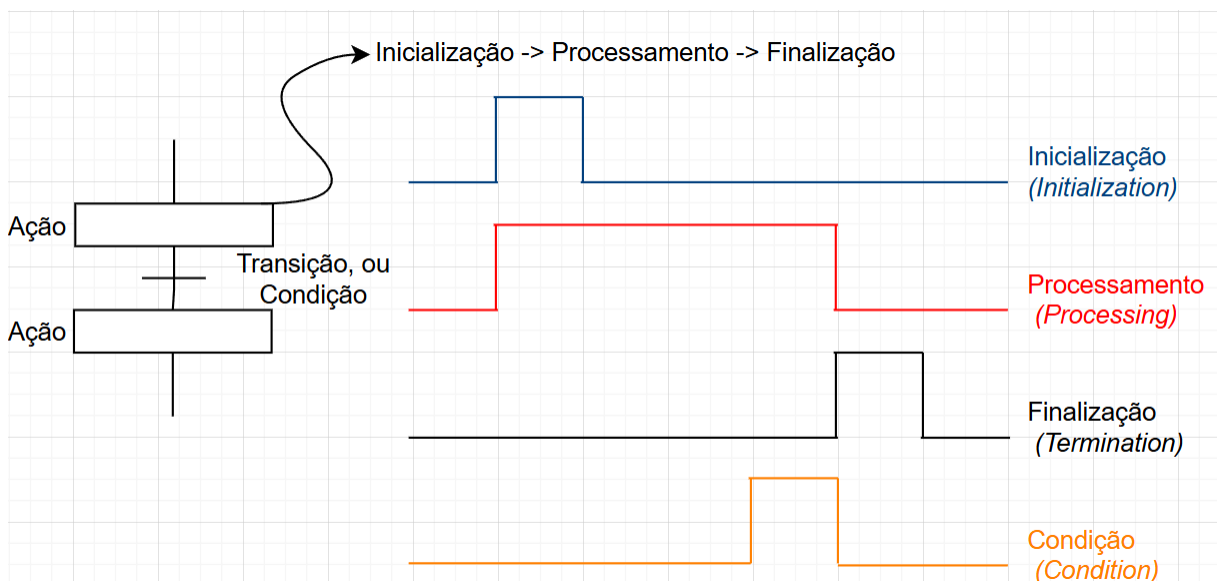 Inicialização -> Processamento -> Finalização
Inicialização
(Initialization)
Ação
Transição, ou
Condição
Processamento
(Processing)
Ação
Finalização
(Termination)
Condição
(Condition)